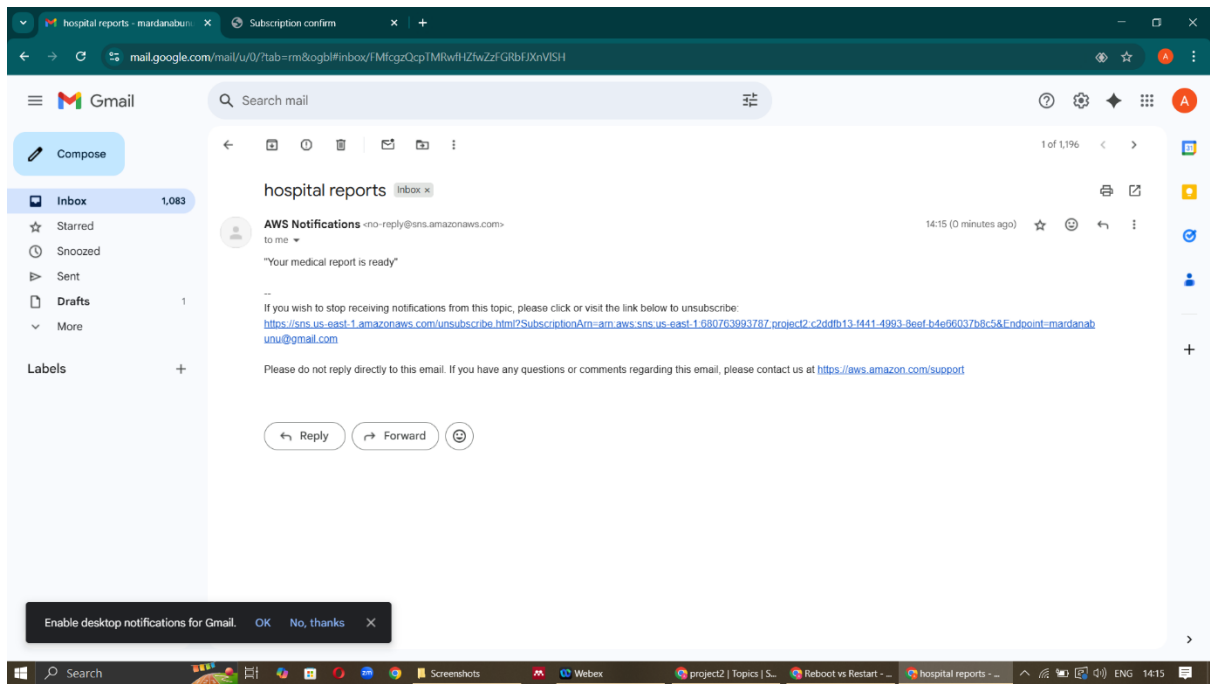 hospital reports - mardanabun
Subscription confirm
mail.google.com/mail/u/0/?tab=rm&ogbl#inbox/FMfcgzQcpTMRwfHZfwZzFGRbFJXnVlSH
A
Gmail
Search mail
A
Compose
1 of 1,196
31
hospital reports
Inbox ×
Inbox 1,083
AWS Notifications <no-reply@sns.amazonaws.com>
14:15 (0 minutes ago)
to me
Starred
Snoozed
"Your medical report is ready"
Sent
--
Drafts 1
If you wish to stop receiving notifications from this topic, please click or visit the link below to unsubscribe:
More
https://sns.us-east-1.amazonaws.com/unsubscribe.html?SubscriptionArn=arn:aws:sns:us-east-1:680763993787:project2:c2ddfb13-f441-4993-8eef-b4e66037b8c5&Endpoint=mardanab
unu@gmail.com
Labels
Please do not reply directly to this email. If you have any questions or comments regarding this email, please contact us at https://aws.amazon.com/support
Reply
Forward
Enable desktop notifications for Gmail. OK No, thanks
Search
zm
Screenshots
Webex
project2 | Topics | S...
Reboot vs Restart - ...
hospital reports - ...
ENG 14:15